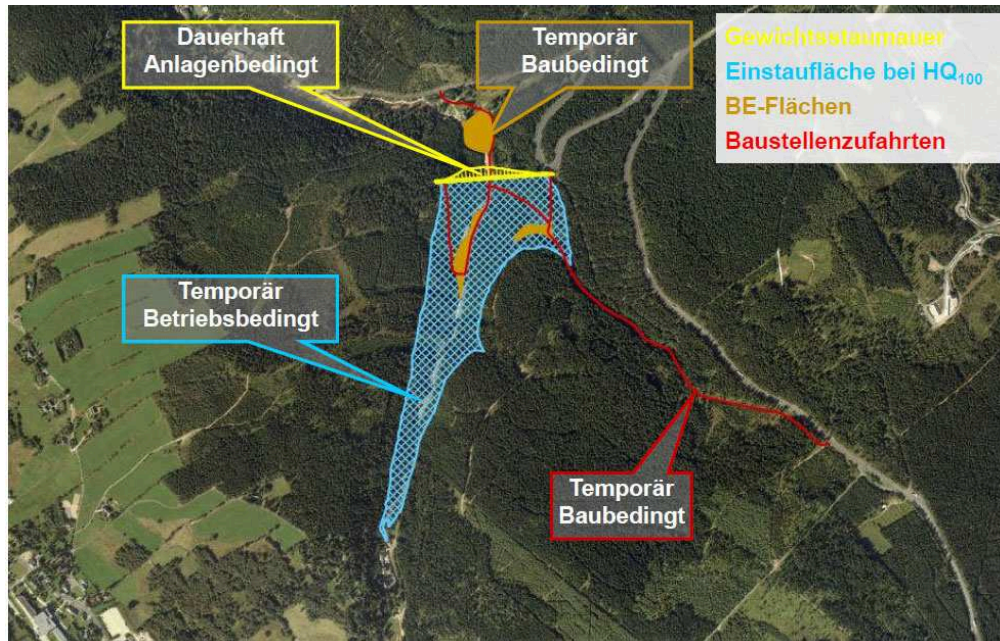 Dauerhaft
Anlagenbedingt
Temporär
Baubedingt
Gewichtsstaumauer
Einstaufläche bei HQ100
BE-Flächen
Baustellenzufahrten
Temporär
Betriebsbedingt
Temporär
Baubedingt